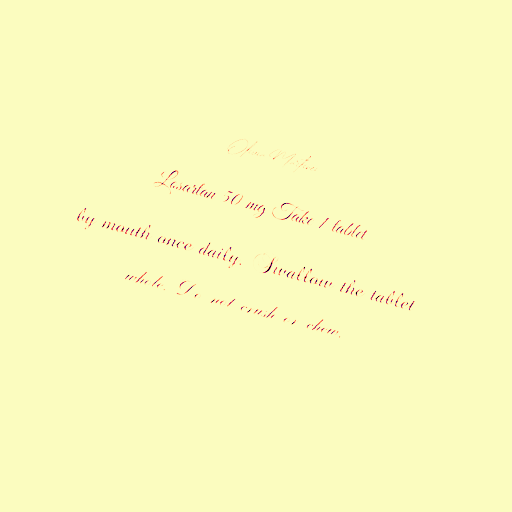 Losartan 50 mg Take 1 tablet
by mouth once daily. Swallow the tablet
whole. Do not crush or chew.